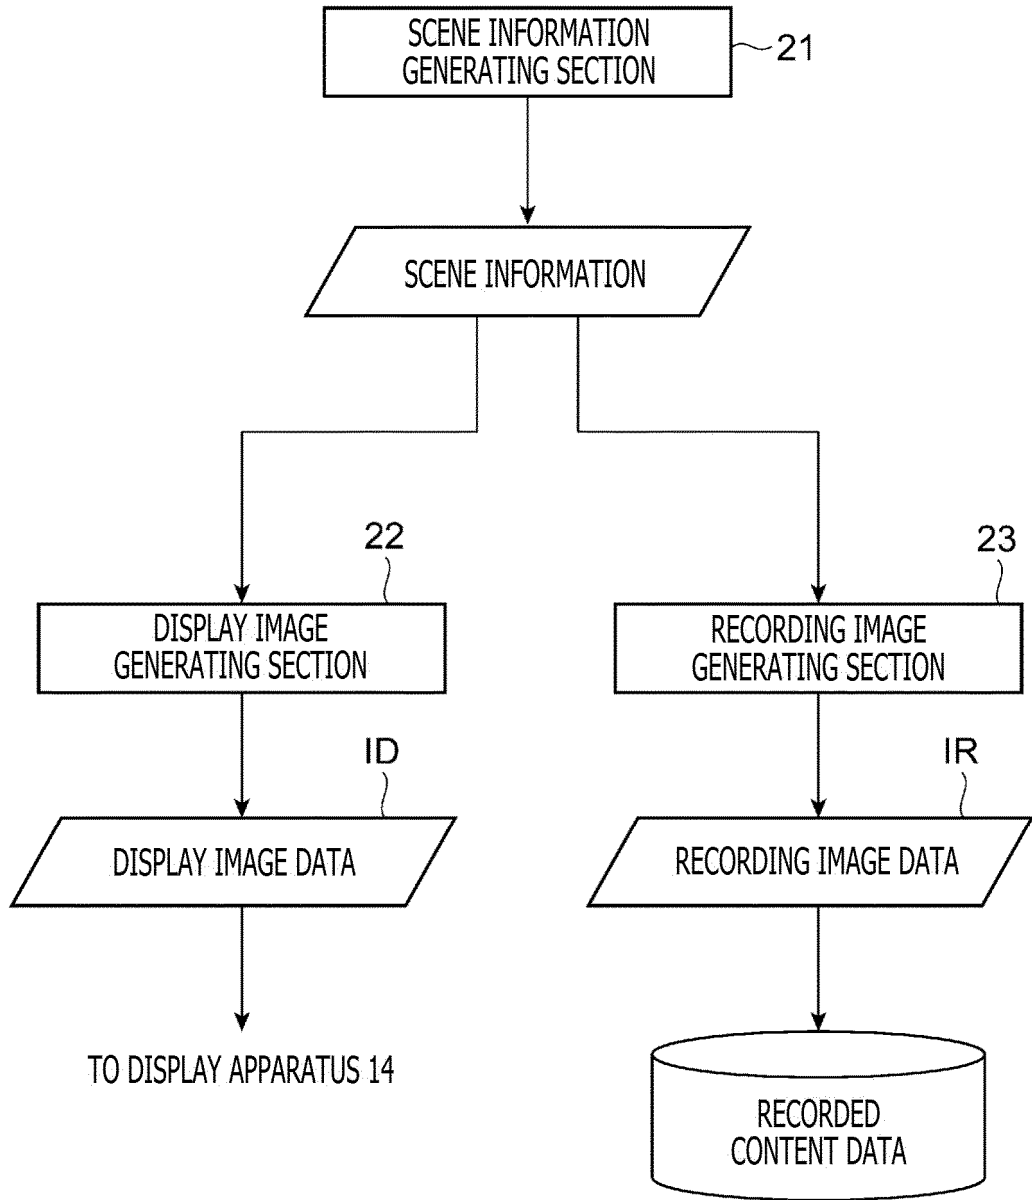 SCENE INFORMATION
GENERATING SECTION
21
SCENE INFORMATION
22
23
DISPLAY IMAGE
GENERATING SECTION
RECORDING IMAGE
GENERATING SECTION
ID
IR
DISPLAY IMAGE DATA
RECORDING IMAGE DATA
TO DISPLAY APPARATUS 14
RECORDED
CONTENT DATA